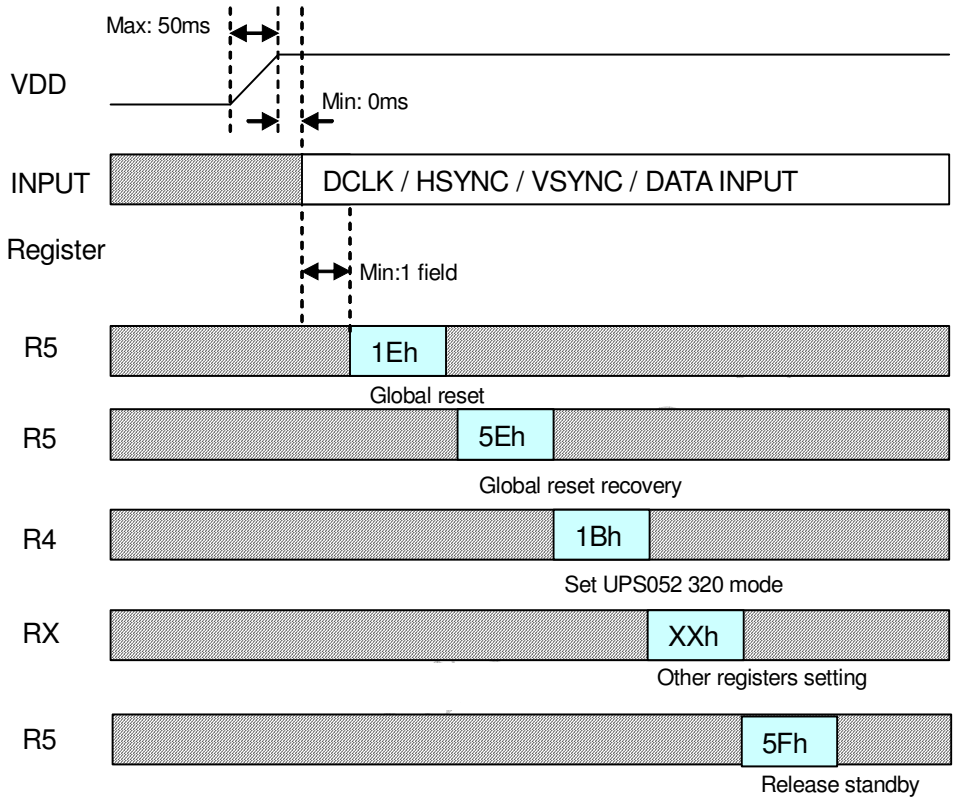 Max: 50ms
VDD
Min: 0ms
INPUT
DCLK / HSYNC / VSYNC / DATA INPUT
Register
Min:1 field
R5
1Eh
Global reset
R5
5Eh
Global reset recovery
R4
1Bh
Set UPS052 320 mode
RX
XXh
Other registers setting
R5
5Fh
Release standby